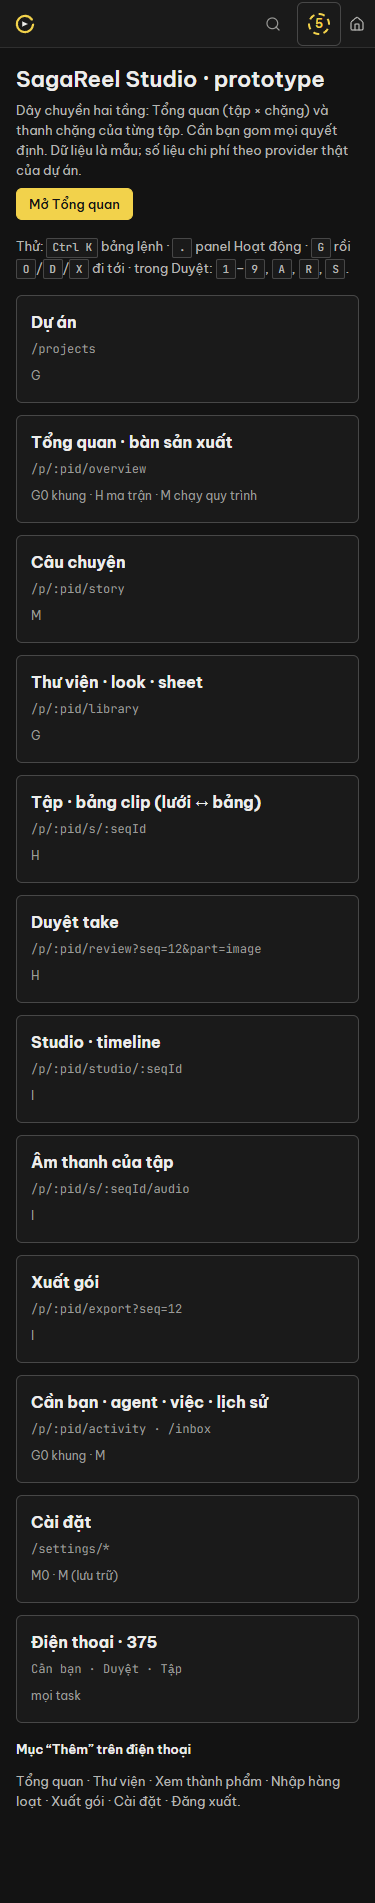 5
SagaReel Studio · prototype
Dây chuyền hai tầng: Tổng quan (tập × chặng) và
thanh chặng của từng tập. Cần bạn gom mọi quyết
định. Dữ liệu là mẫu; số liệu chi phí theo provider thật
của dự án.
Mở Tổng quan
Thử: Ctrl K bảng lệnh · . panel Hoạt động · G rồi
O/D/X đi tới · trong Duyệt: 1–9, A, R, S.
Dự án
/projects
G
Tổng quan · bàn sản xuất
/p/:pid/overview
G0 khung · H ma trận · M chạy quy trình
Câu chuyện
/p/:pid/story
M
Thư viện · look · sheet
/p/:pid/library
G
Tập · bảng clip (lưới ↔ bảng)
/p/:pid/s/:seqId
H
Duyệt take
/p/:pid/review?seq=12&part=image
H
Studio · timeline
/p/:pid/studio/:seqId
I
Âm thanh của tập
/p/:pid/s/:seqId/audio
I
Xuất gói
/p/:pid/export?seq=12
I
Cần bạn · agent · việc · lịch sử
/p/:pid/activity · /inbox
G0 khung · M
Cài đặt
/settings/*
M0 · M (lưu trữ)
Điện thoại · 375
Cần bạn · Duyệt · Tập
mọi task
Mục “Thêm” trên điện thoại
Tổng quan · Thư viện · Xem thành phẩm · Nhập hàng
loạt · Xuất gói · Cài đặt · Đăng xuất.